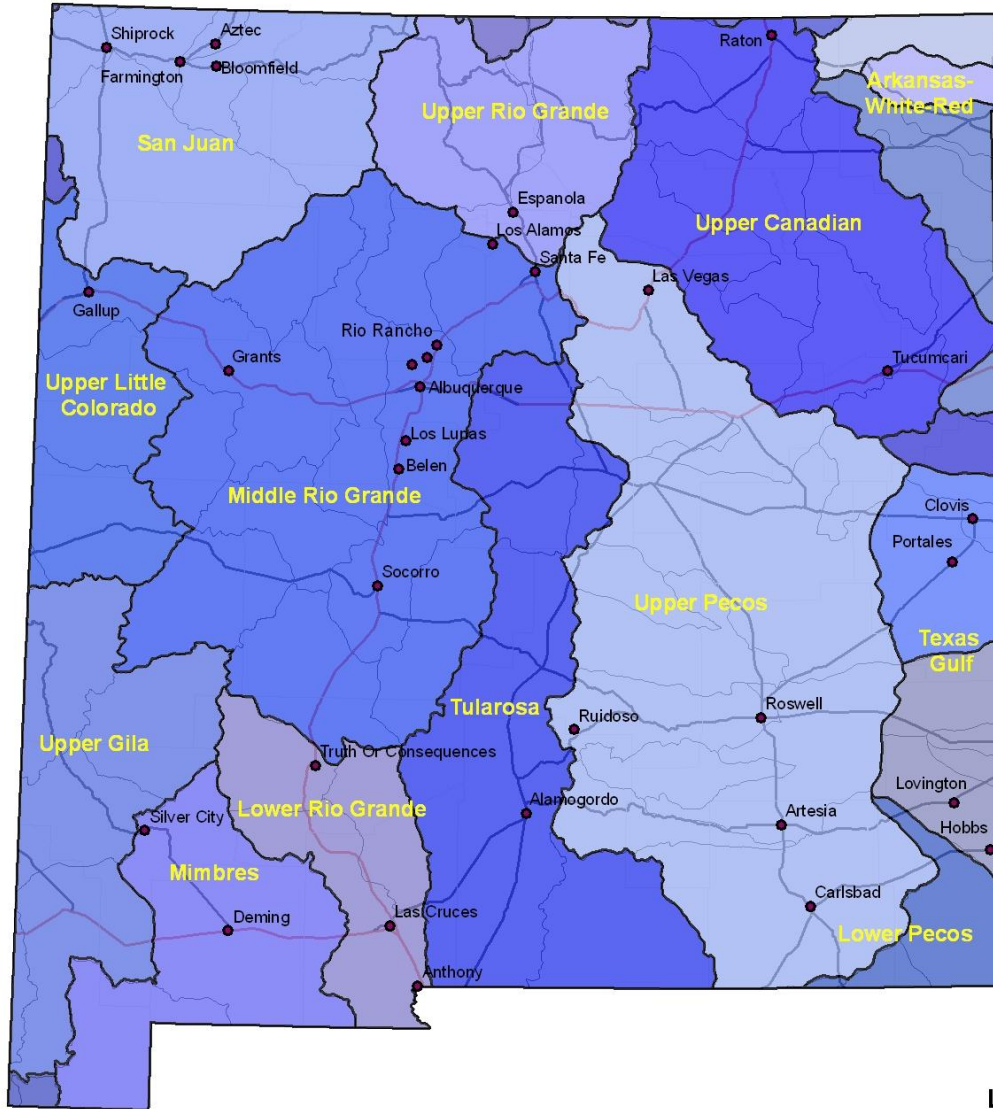 Shiprock
Aztec
Farmington
Bloomfield
San Juan
Upper Rio Grande
Raton
Arkansas-
White-Red
Espanola
Los Alamos
Santa Fe
Upper Canadian
Las Vegas
Gallup
Rio Rancho
Grants
Albuquerque
Tucumcari
Upper Little
Colorado
Los Lunas
Belen
Middle Rio Grande
Clovis
Portales
Socorro
Upper Pecos
Texas
Gulf
Tularosa
Ruidoso
Roswell
Upper Gila
Truth Or Consequences
Lower Rio Grande
Alamogordo
Artesia
Lovington
Hobbs
Silver City
Mimbres
Deming
Las Cruces
Carlsbad
Lower Pecos
Anthony